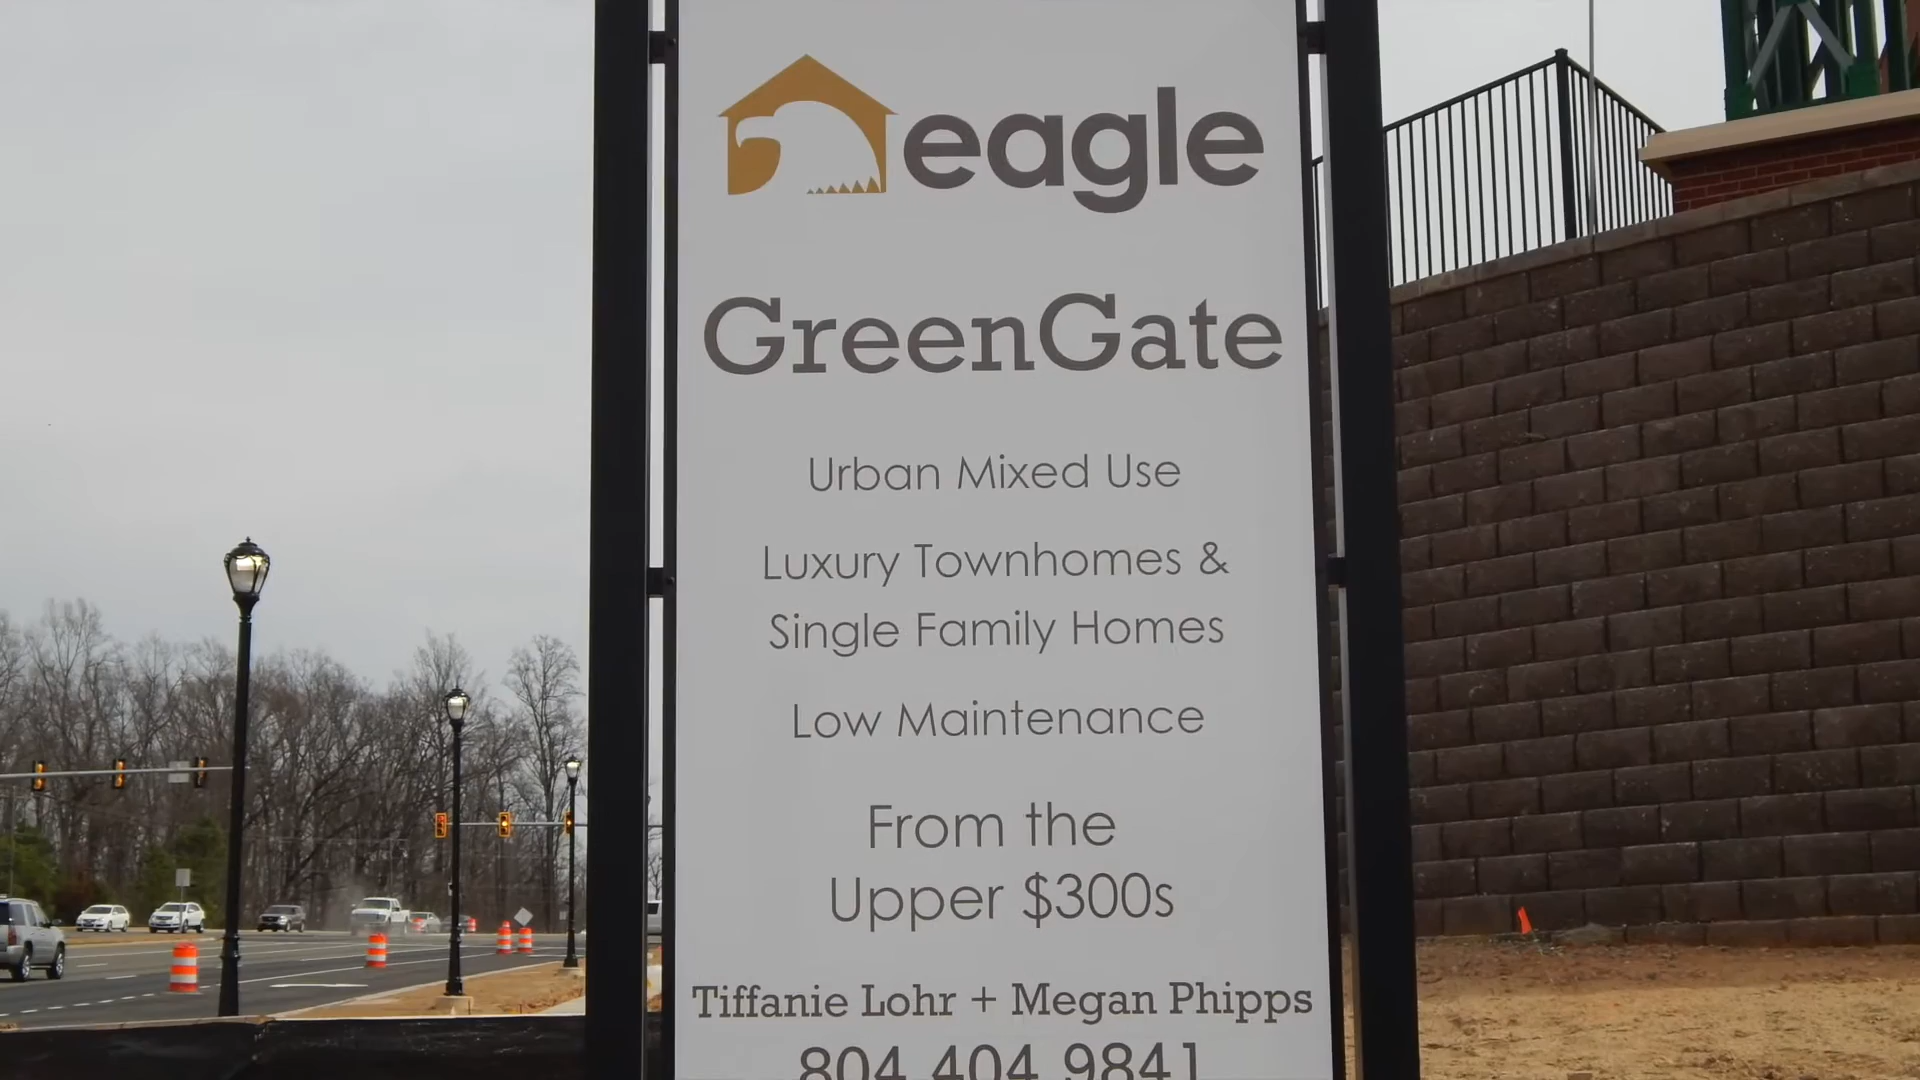 eagle
GreenGate
Urban Mixed Use
Luxury Townhomes &
Single Family Homes
Low Maintenance
From the
Upper $300s
Tiffanie Lohr + Megan Phipps
804.404.9841